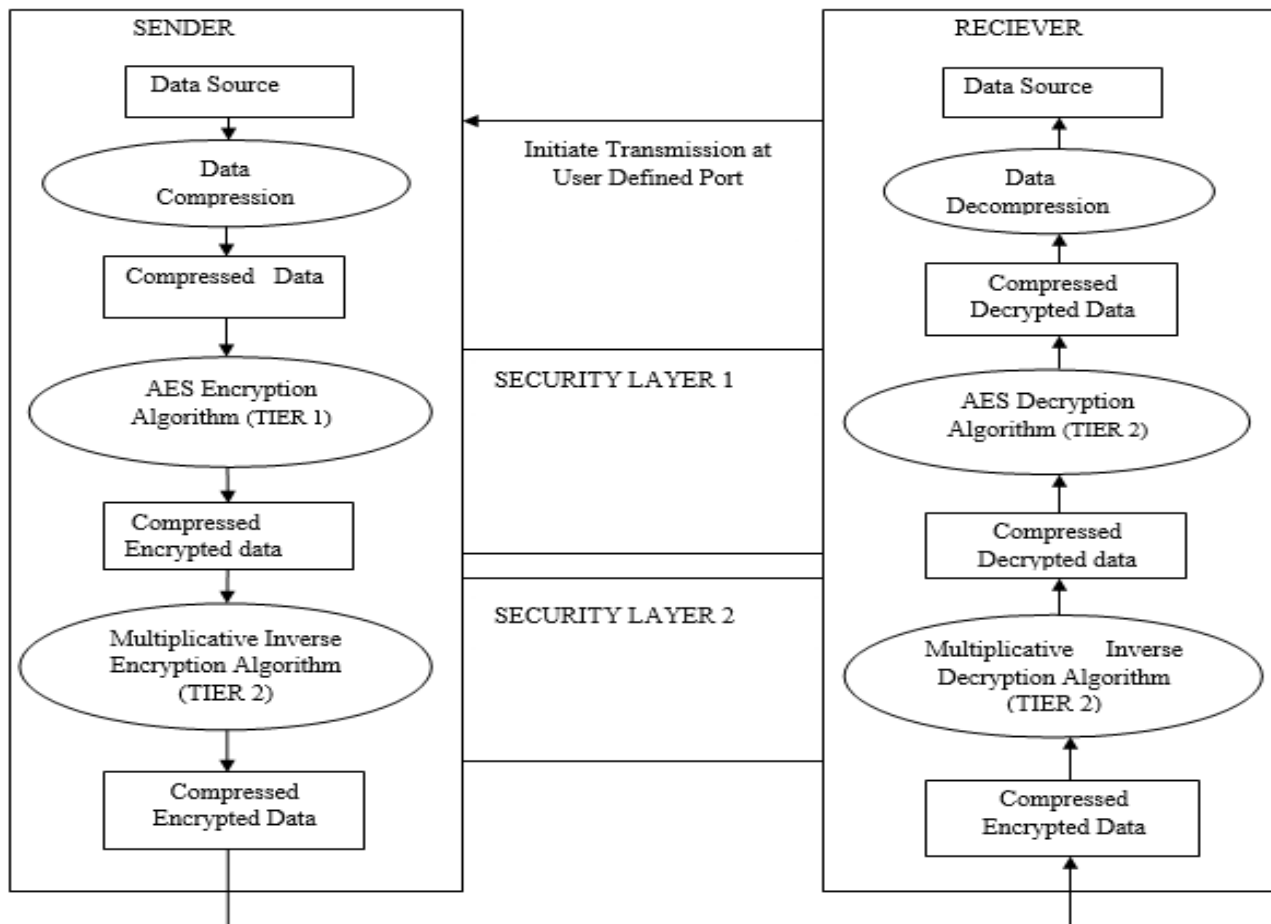 SENDER
Data Source
Data
Compression
Compressed Data
AES Encryption
Algorithm (TIER 1)
Compressed
Encrypted data
Multiplicative Inverse
Encryption Algorithm
(TIER 2)
Compressed
Encrypted Data
Initiate Transmission at
User Defined Port
SECURITY LAYER 1
SECURITY LAYER 2
RECIEVER
Data Source
Data
Decompression
Compressed
Decrypted Data
AES Decryption
Algorithm (TIER 2)
Compressed
Decrypted data
Multiplicative Inverse
Decryption Algorithm
(TIER 2)
Compressed
Encrypted Data